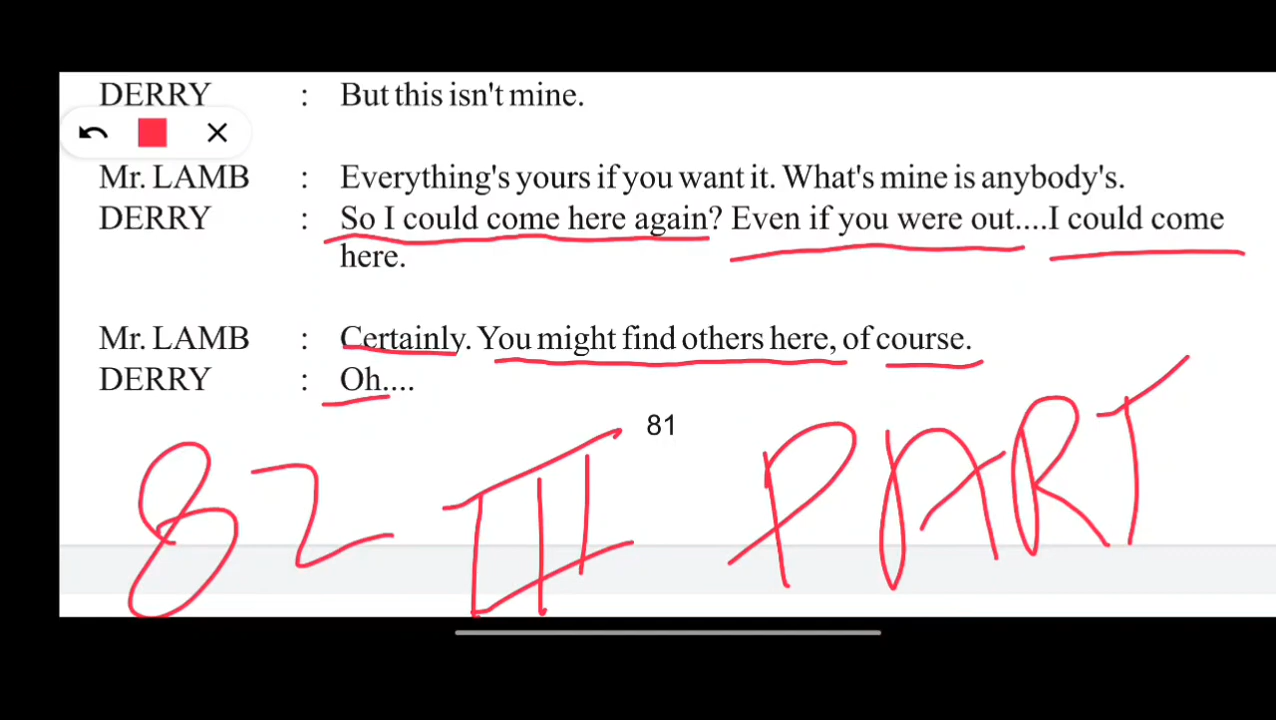 DERRY : But this isn't mine.
Mr. LAMB : Everything's yours if you want it. What's mine is anybody's.
DERRY : So I could come here again? Even if you were out....I could come
here.
Mr. LAMB : Certainly. You might find others here, of course.
DERRY : Oh....
81
82 III PART